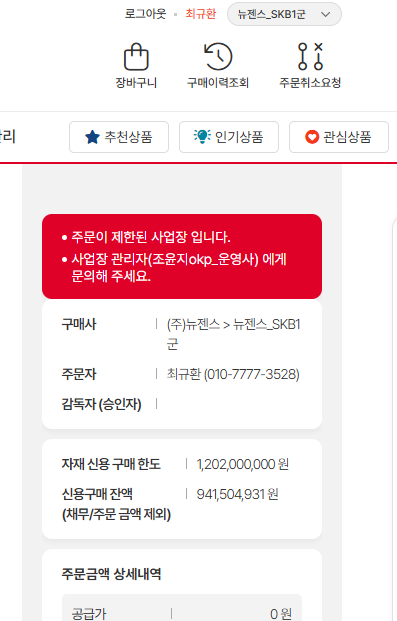 로그아웃 최규환 뉴젠스_SKB1군
장바구니 구매이력조회 주문취소요청
추천상품 인기상품 관심상품
• 주문이 제한된 사업장 입니다.
• 사업장 관리자(조윤지okp_운영사) 에게
문의해 주세요.
구매사 (주)뉴젠스 > 뉴젠스_SKB1
군
주문자 최규환 (010-7777-3528)
감독자 (승인자)
자재 신용 구매 한도 1,202,000,000 원
신용구매 잔액 941,504,931 원
(채무/주문 금액 제외)
주문금액 상세내역
공급가 0 원